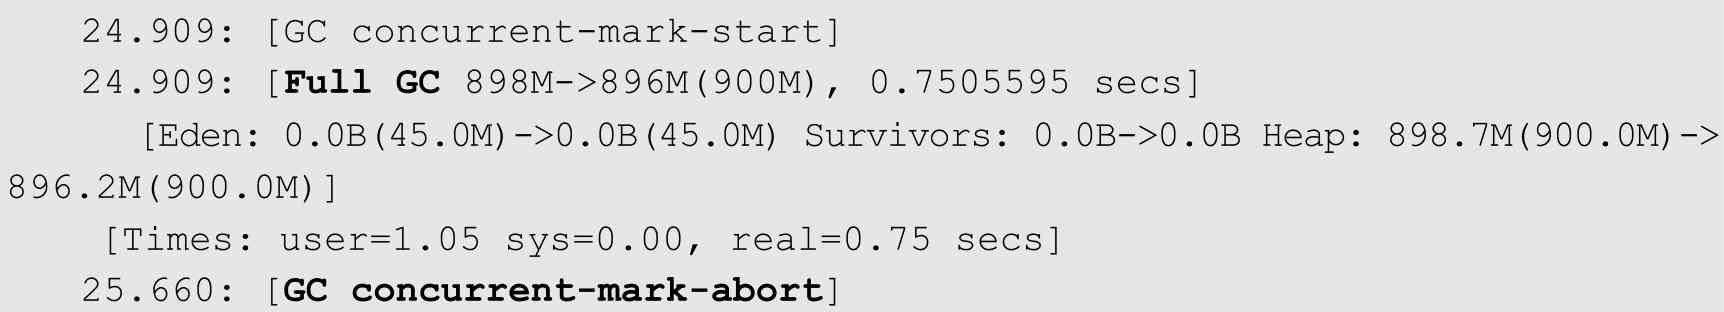 24.909: [GC concurrent-mark-start]
24.909: [Full GC 898M->896M(900M), 0.7505595 secs]
[Eden: 0.0B(45.0M)->0.0B(45.0M) Survivors: 0.0B->0.0B Heap: 898.7M(900.0M)->
896.2M(900.0M)]
[Times: user=1.05 sys=0.00, real=0.75 secs]
25.660: [GC concurrent-mark-abort]